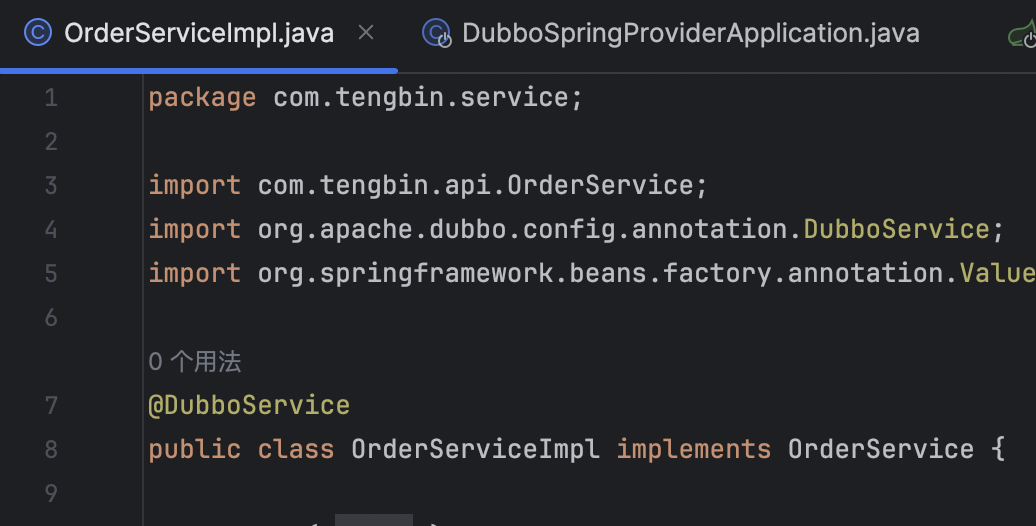 OrderServiceImpl.java
DubboSpringProviderApplication.java
1 package com.tengbin.service;
2
3 import com.tengbin.api.OrderService;
4 import org.apache.dubbo.config.annotation.DubboService;
5 import org.springframework.beans.factory.annotation.Value
6
0 个用法
7 @DubboService
8 public class OrderServiceImpl implements OrderService {
9